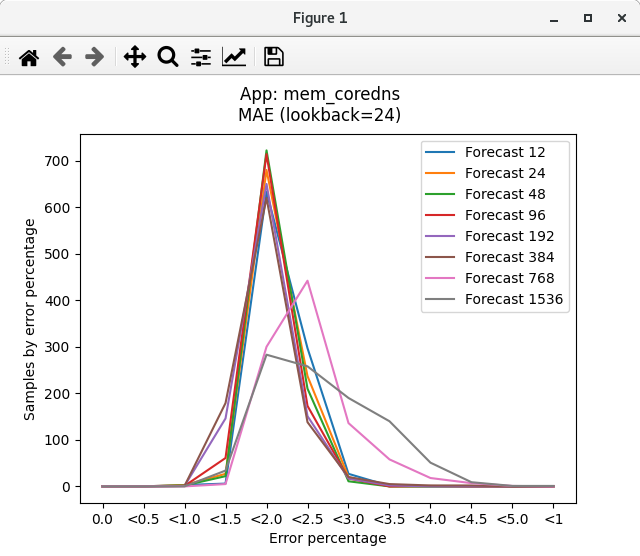 Figure 1
App: mem_coredns
MAE (lookback=24)
Samples by error percentage
700
600
500
400
300
200
100
0
Forecast 12
Forecast 24
Forecast 48
Forecast 96
Forecast 192
Forecast 384
Forecast 768
Forecast 1536
0.0 <0.5 <1.0 <1.5 <2.0 <2.5 <3.0 <3.5 <4.0 <4.5 <5.0 <1
Error percentage